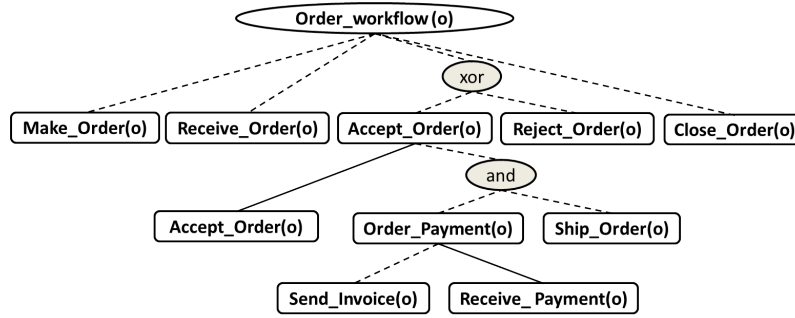 Order_workflow (o)
xor
Make_Order(o) Receive_Order(o) Accept_Order(o) Reject_Order(o) Close_Order(o)
and
Accept_Order(o) Order_Payment(o) Ship_Order(o)
Send_Invoice(o) Receive_ Payment(o)